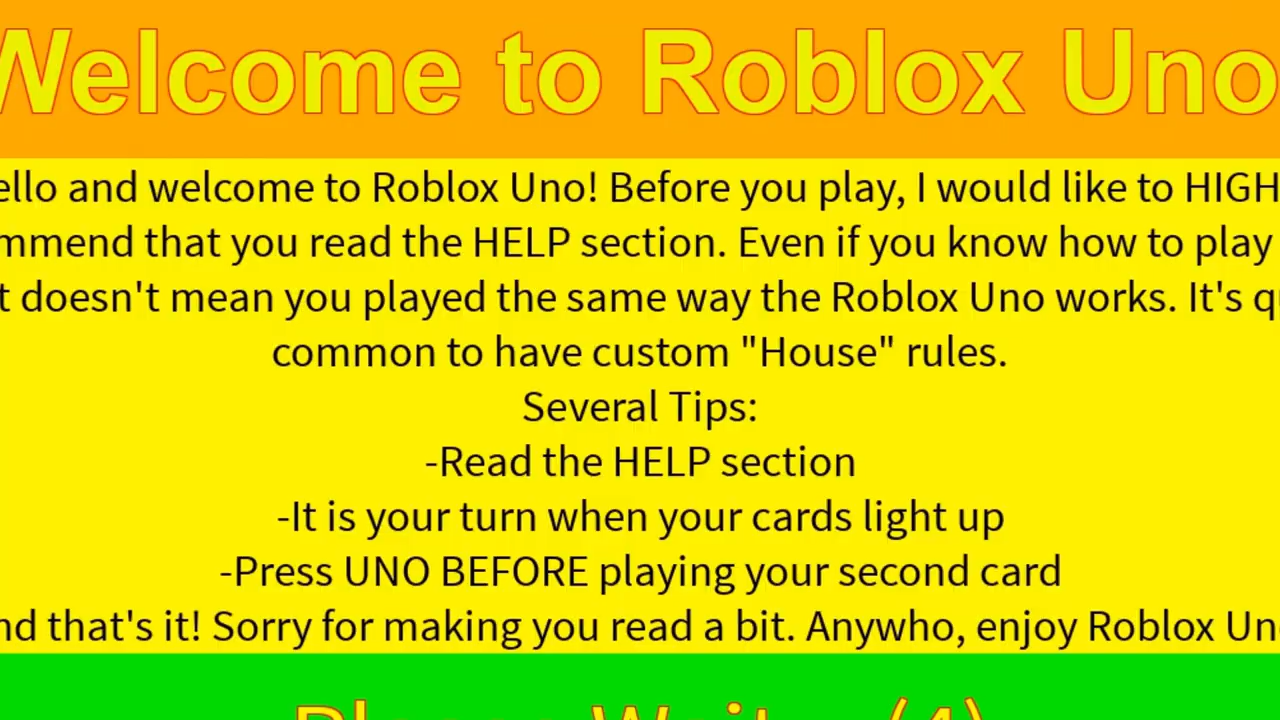 Welcome to Roblox Uno
ello and welcome to Roblox Uno! Before you play, I would like to HIGH
mmend that you read the HELP section. Even if you know how to play
t doesn't mean you played the same way the Roblox Uno works. It's q
common to have custom "House" rules.
Several Tips:
-Read the HELP section
-It is your turn when your cards light up
-Press UNO BEFORE playing your second card
nd that's it! Sorry for making you read a bit. Anywho, enjoy Roblox Un
Please Wait... (4)